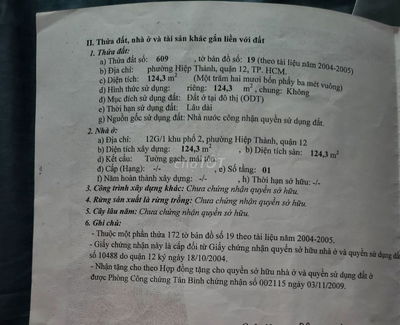 II. Thửa đất, nhà ở và tài sản khác gắn liền với đất
1. Thửa đất:
a) Thửa đất số: 609 , tờ bản đồ số: 19 (theo tài liệu năm 2004-2005)
b) Địa chỉ: phường Hiệp Thành, quận 12, TP. HCM.
c) Diện tích: 124,3 m² (Một trăm hai mươi bốn phẩy ba mét vuông)
d) Hình thức sử dụng: riêng: 124,3 m², chung: Không
đ) Mục đích sử dụng đất: Đất ở tại đô thị (ODT)
e) Thời hạn sử dụng đất: Lâu dài
g) Nguồn gốc sử dụng đất: Nhà nước công nhận quyền sử dụng đất.
2. Nhà ở:
a) Địa chỉ: 12G/1 khu phố 2, phường Hiệp Thành, quận 12
b) Diện tích xây dựng: 124,3 m² , b) Diện tích sàn: 124,3 m²
d) Kết cấu: Tường gạch, mái tôn
đ) Cấp (Hạng): -/- , e) Số tầng: 01
f) Năm hoàn thành xây dựng: -/- , h) Thời hạn sở hữu: -/-
3. Công trình xây dựng khác: Chưa chứng nhận quyền sở hữu.
4. Rừng sản xuất là rừng trồng: Chưa chứng nhận quyền sở hữu.
5. Cây lâu năm: Chưa chứng nhận quyền sở hữu.
6. Ghi chú:
- Thuộc một phần thửa 172 tờ bản đồ số 19 theo tài liệu năm 2004-2005.
- Giấy chứng nhận này là cấp đổi từ Giấy chứng nhận quyền sở hữu nhà ở và quyền sử dụng đấ
số 10488 do quận 12 ký ngày 18/10/2004.
- Nhận tặng cho theo Hợp đồng tặng cho quyền sở hữu nhà ở và quyền sử dụng đất ở
được Phòng Công chứng Tân Bình chứng nhận số 002115 ngày 03/11/2009.